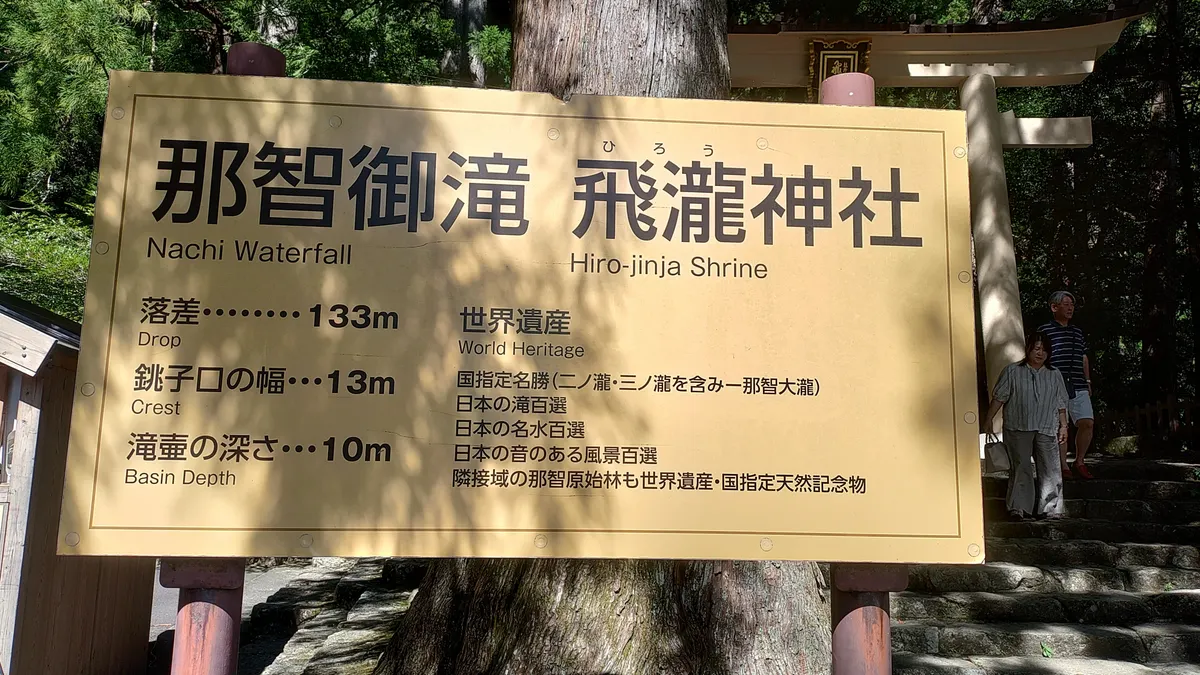 那智御滝 飛瀧神社
ひろう
Nachi Waterfall
Hiro-jinja Shrine
落差‥‥‥‥133m
Drop
銚子口の幅‥・13m
Crest
滝壷の深さ‥・10m
Basin Depth
世界遺産
World Heritage
国指定名勝(二ノ瀧・三ノ瀧を含みー那智大瀧)
日本の滝百選
日本の名水百選
日本の音のある風景百選
隣接域の那智原始林も世界遺産・国指定天然記念物